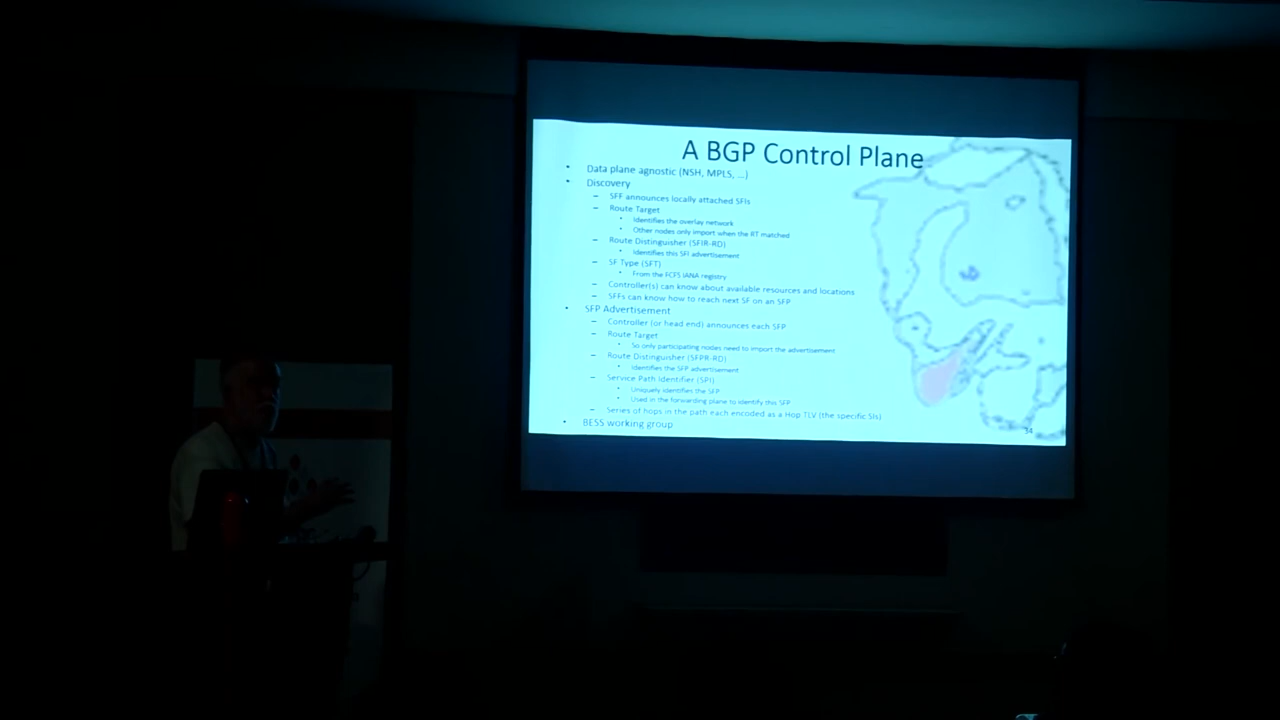 A BGP Control Plane
• Data plane agnostic (NSH, MPLS, …)
• Discovery
– SFF announces locally attached SFIs
– Route Target
• Identifies the overlay network
• Other nodes only import when the RT matched
– Route Distinguisher (SFIR-RD)
• Identifies this SFI advertisement
– SF Type (SFT)
• From the FCFS IANA registry
– Controller(s) can know about available resources and locations
– SFFs can know how to reach next SF on an SFP
• SFP Advertisement
– Controller (or head end) announces each SFP
– Route Target
• So only participating nodes need to import the advertisement
– Route Distinguisher (SFPR-RD)
• Identifies the SFP advertisement
– Service Path Identifier (SPI)
• Uniquely identifies the SFP
• Used in the forwarding plane to identify this SFP
– Series of hops in the path each encoded as a Hop TLV (the specific SIs)
• BESS working group
34